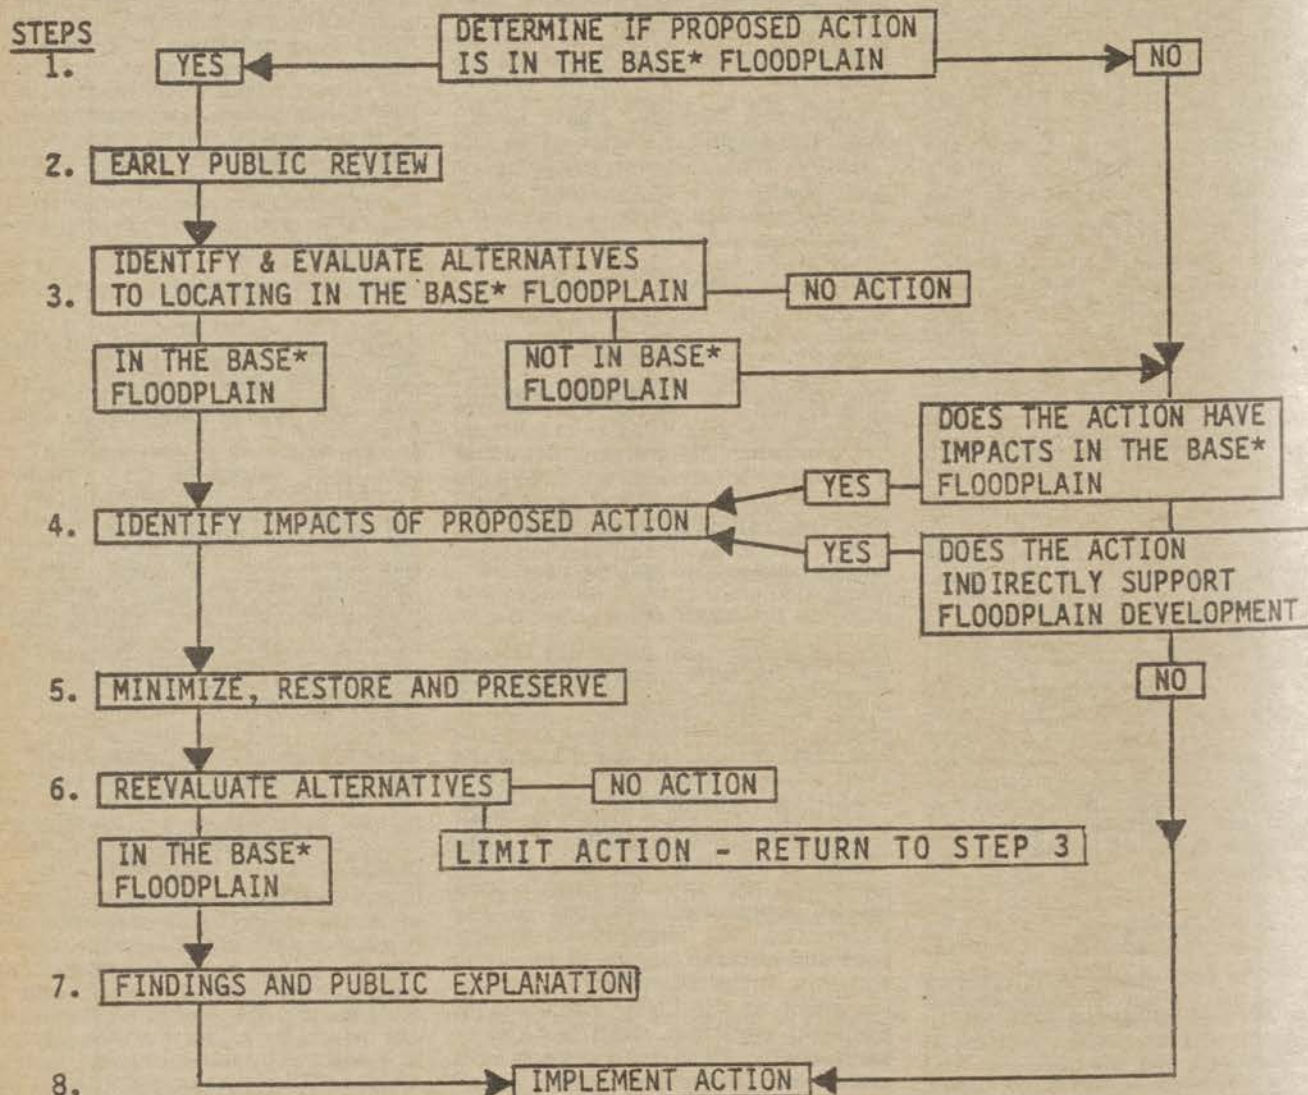 STEPS
1.
YES
DETERMINE IF PROPOSED ACTION
IS IN THE BASE* FLOODPLAIN
NO
2. EARLY PUBLIC REVIEW
3.
IDENTIFY & EVALUATE ALTERNATIVES
TO LOCATING IN THE BASE* FLOODPLAIN
NO ACTION
IN THE BASE*
FLOODPLAIN
NOT IN BASE*
FLOODPLAIN
DOES THE ACTION HAVE
IMPACTS IN THE BASE*
FLOODPLAIN
YES
4. IDENTIFY IMPACTS OF PROPOSED ACTION
YES
DOES THE ACTION
INDIRECTLY SUPPORT
FLOODPLAIN DEVELOPMENT
5. MINIMIZE, RESTORE AND PRESERVE
NO
6. REEVALUATE ALTERNATIVES
NO ACTION
LIMIT ACTION - RETURN TO STEP 3
IN THE BASE*
FLOODPLAIN
7. FINDINGS AND PUBLIC EXPLANATION
8. IMPLEMENT ACTION